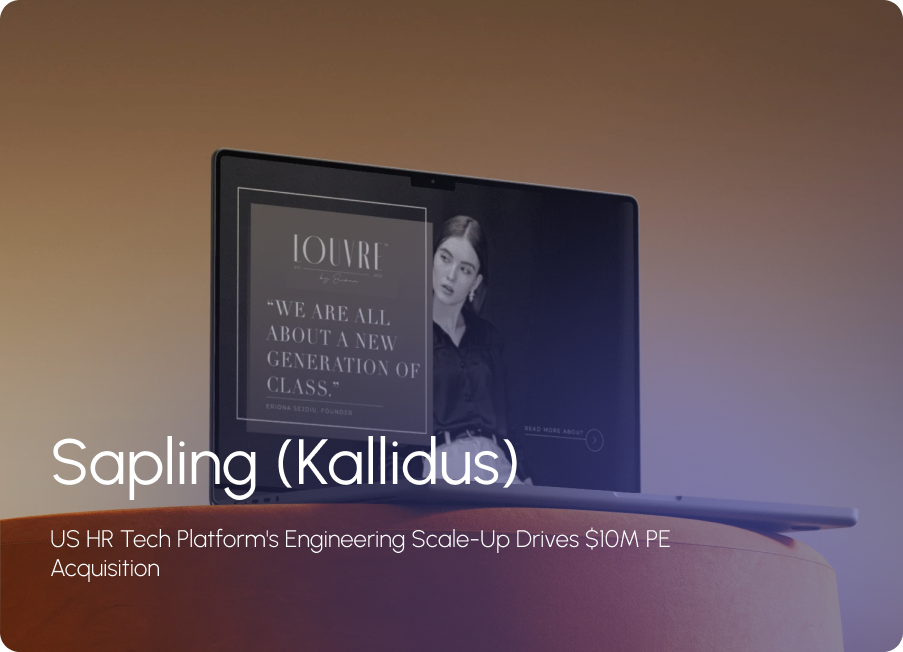 LOUVRE
"WE ARE ALL
ABOUT A NEW
GENERATION OF
CLASS."
READ MORE ABOUT
Sapling (Kallidus)
US HR Tech Platform's Engineering Scale-Up Drives $10M PE
Acquisition